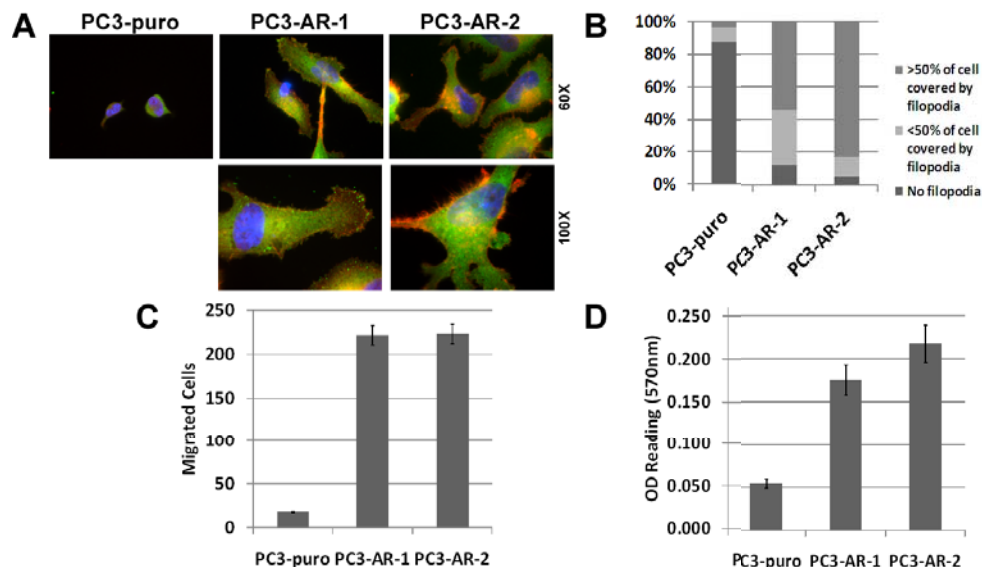 A
PC3-puro
PC3-AR-1
PC3-AR-2
60X
100X
B
100%
80%
60%
40%
20%
0%
PC3-puro
PC3-AR-1
PC3-AR-2
>50% of cell
covered by
filopodia
<50% of cell
covered by
filopodia
No filopodia
C
Migrated Cells
250
200
150
100
50
0
PC3-puro PC3-AR-1 PC3-AR-2
D
OD Reading (570nm)
0.250
0.200
0.150
0.100
0.050
0.000
PC3-puro PC3-AR-1 PC3-AR-2